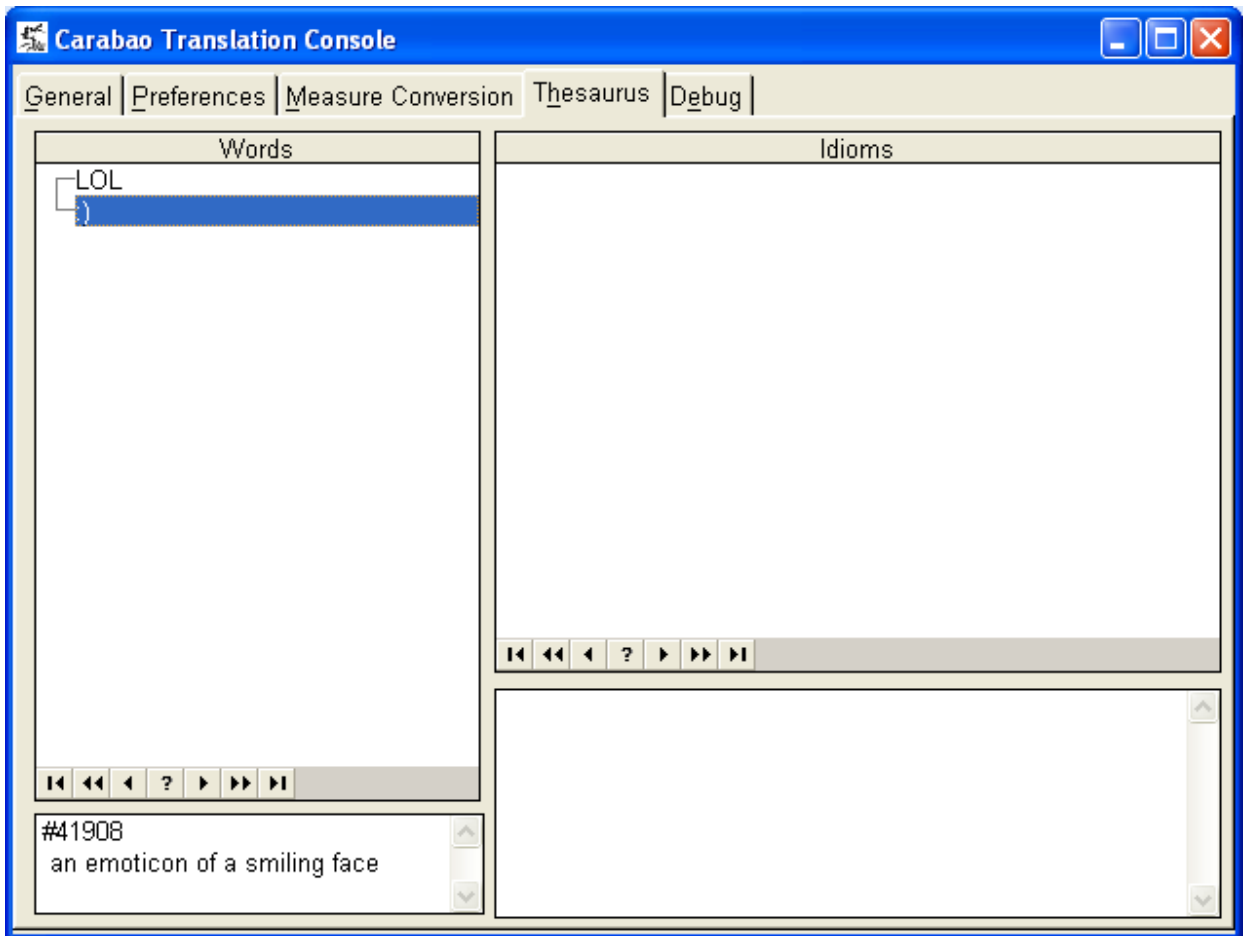 Carabao Translation Console
General Preferences Measure Conversion Thesaurus Debug
Words
LOL
:)
Idioms
?
?
#41908
an emoticon of a smiling face